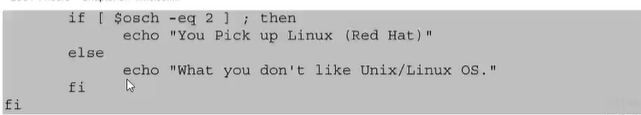 if [ $osch -eq 2 ] ; then
echo "You Pick up Linux (Red Hat)"
else
echo "What you don't like Unix/Linux OS."
fi
fi